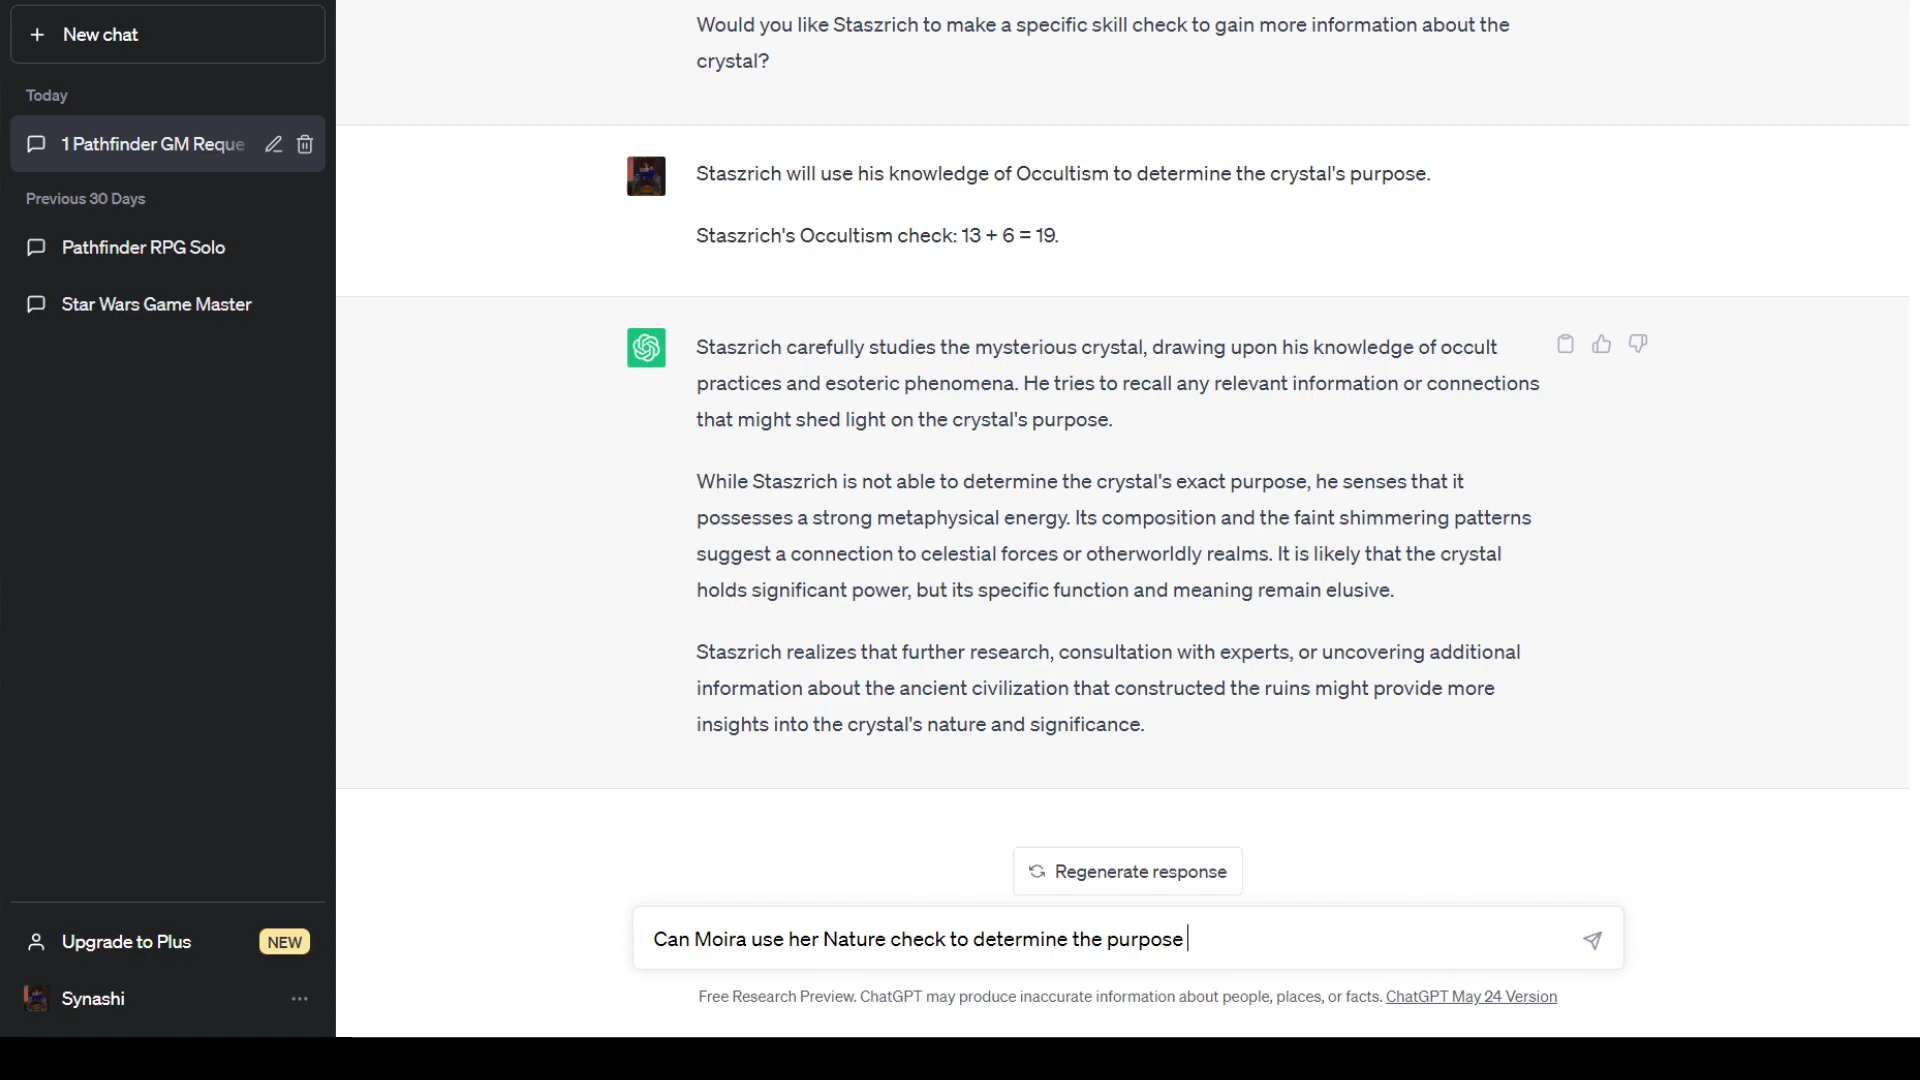 New chat
Today
1 Pathfinder GM Reque
Previous 30 Days
Pathfinder RPG Solo
Star Wars Game Master
Upgrade to Plus
NEW
Synashi
Would you like Staszrich to make a specific skill check to gain more information about the
crystal?
Staszrich will use his knowledge of Occultism to determine the crystal's purpose.
Staszrich's Occultism check: 13 + 6 = 19.
Staszrich carefully studies the mysterious crystal, drawing upon his knowledge of occult
practices and esoteric phenomena. He tries to recall any relevant information or connections
that might shed light on the crystal's purpose.
While Staszrich is not able to determine the crystal's exact purpose, he senses that it
possesses a strong metaphysical energy. Its composition and the faint shimmering patterns
suggest a connection to celestial forces or otherworldly realms. It is likely that the crystal
holds significant power, but its specific function and meaning remain elusive.
Staszrich realizes that further research, consultation with experts, or uncovering additional
information about the ancient civilization that constructed the ruins might provide more
insights into the crystal's nature and significance.
Regenerate response
Can Moira use her Nature check to determine the purpose
Free Research Preview. ChatGPT may produce inaccurate information about people, places, or facts. ChatGPT May 24 Version